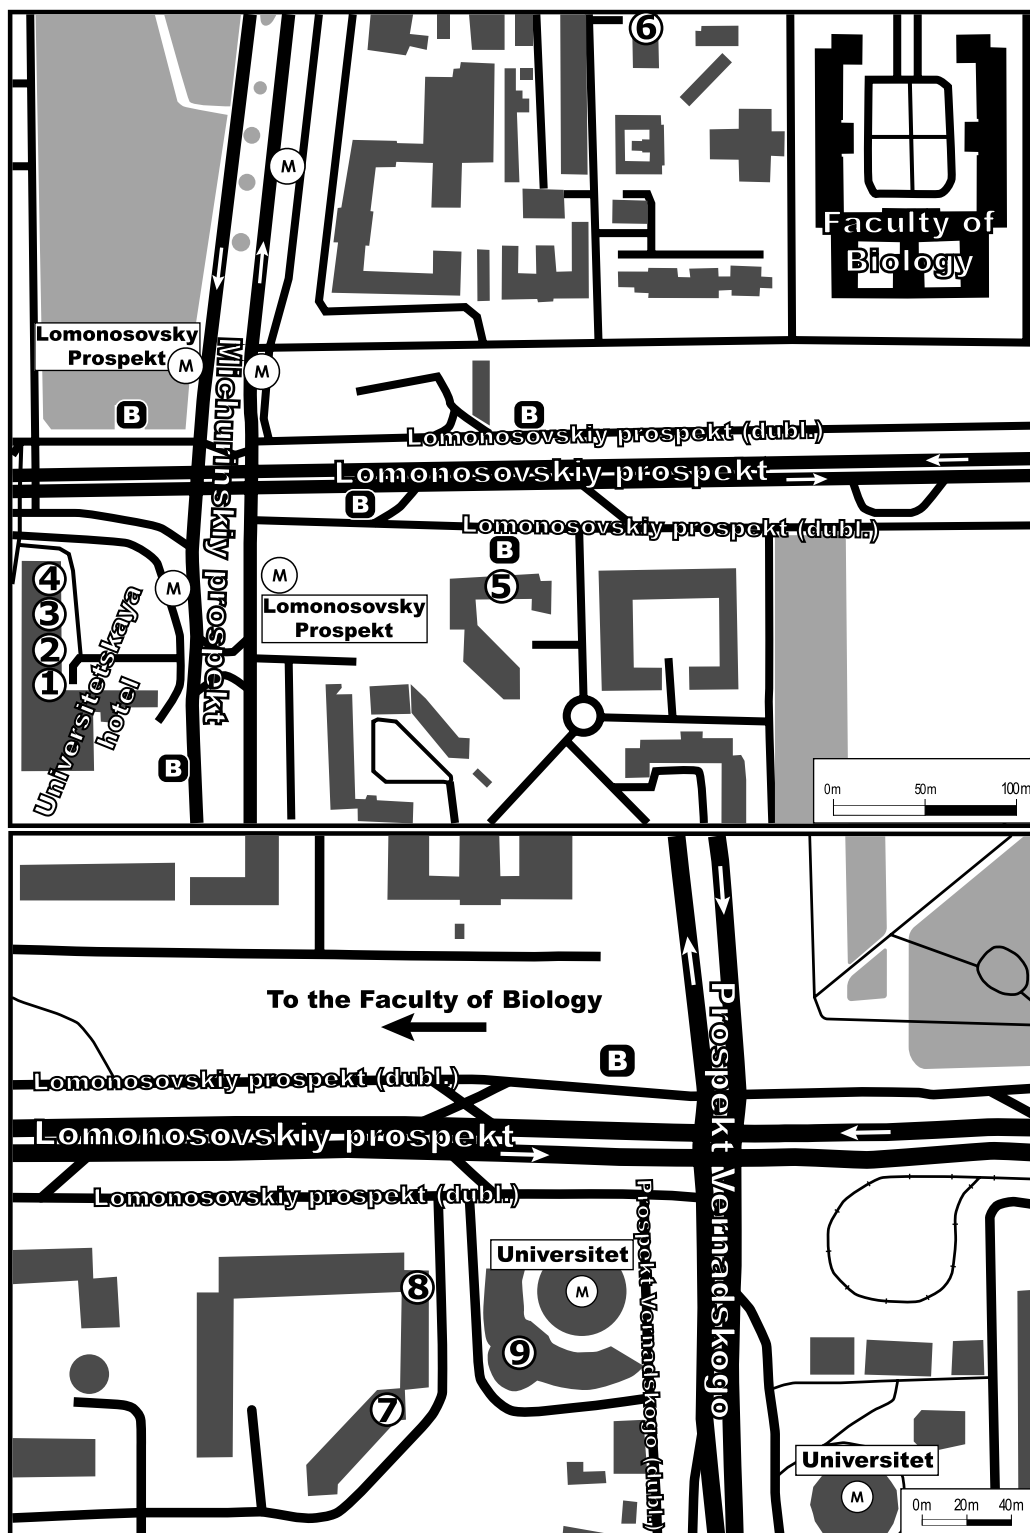 6
M
Faculty of
Biology
Lomonosovsky
Prospekt
M
M
Michurinskiy prospekt
B
B
Lomonosovskiy prospekt (dubl.)
Lomonosovskiy prospekt
B
Lomonosovskiy prospekt (dubl.)
B
4
3
2
1
Universitetskaya
hotel
M
M
5
Lomonosovsky
Prospekt
B
0m
50m
100m
To the Faculty of Biology
B
Lomonosovskiy prospekt (dubl.)
Lomonosovskiy prospekt
Lomonosovskiy prospekt (dubl.)
Prospekt Vernadskogo
Prospekt Vernadskogo (dubl.)
Universitet
M
8
9
7
Universitet
M
0m
20m
40m